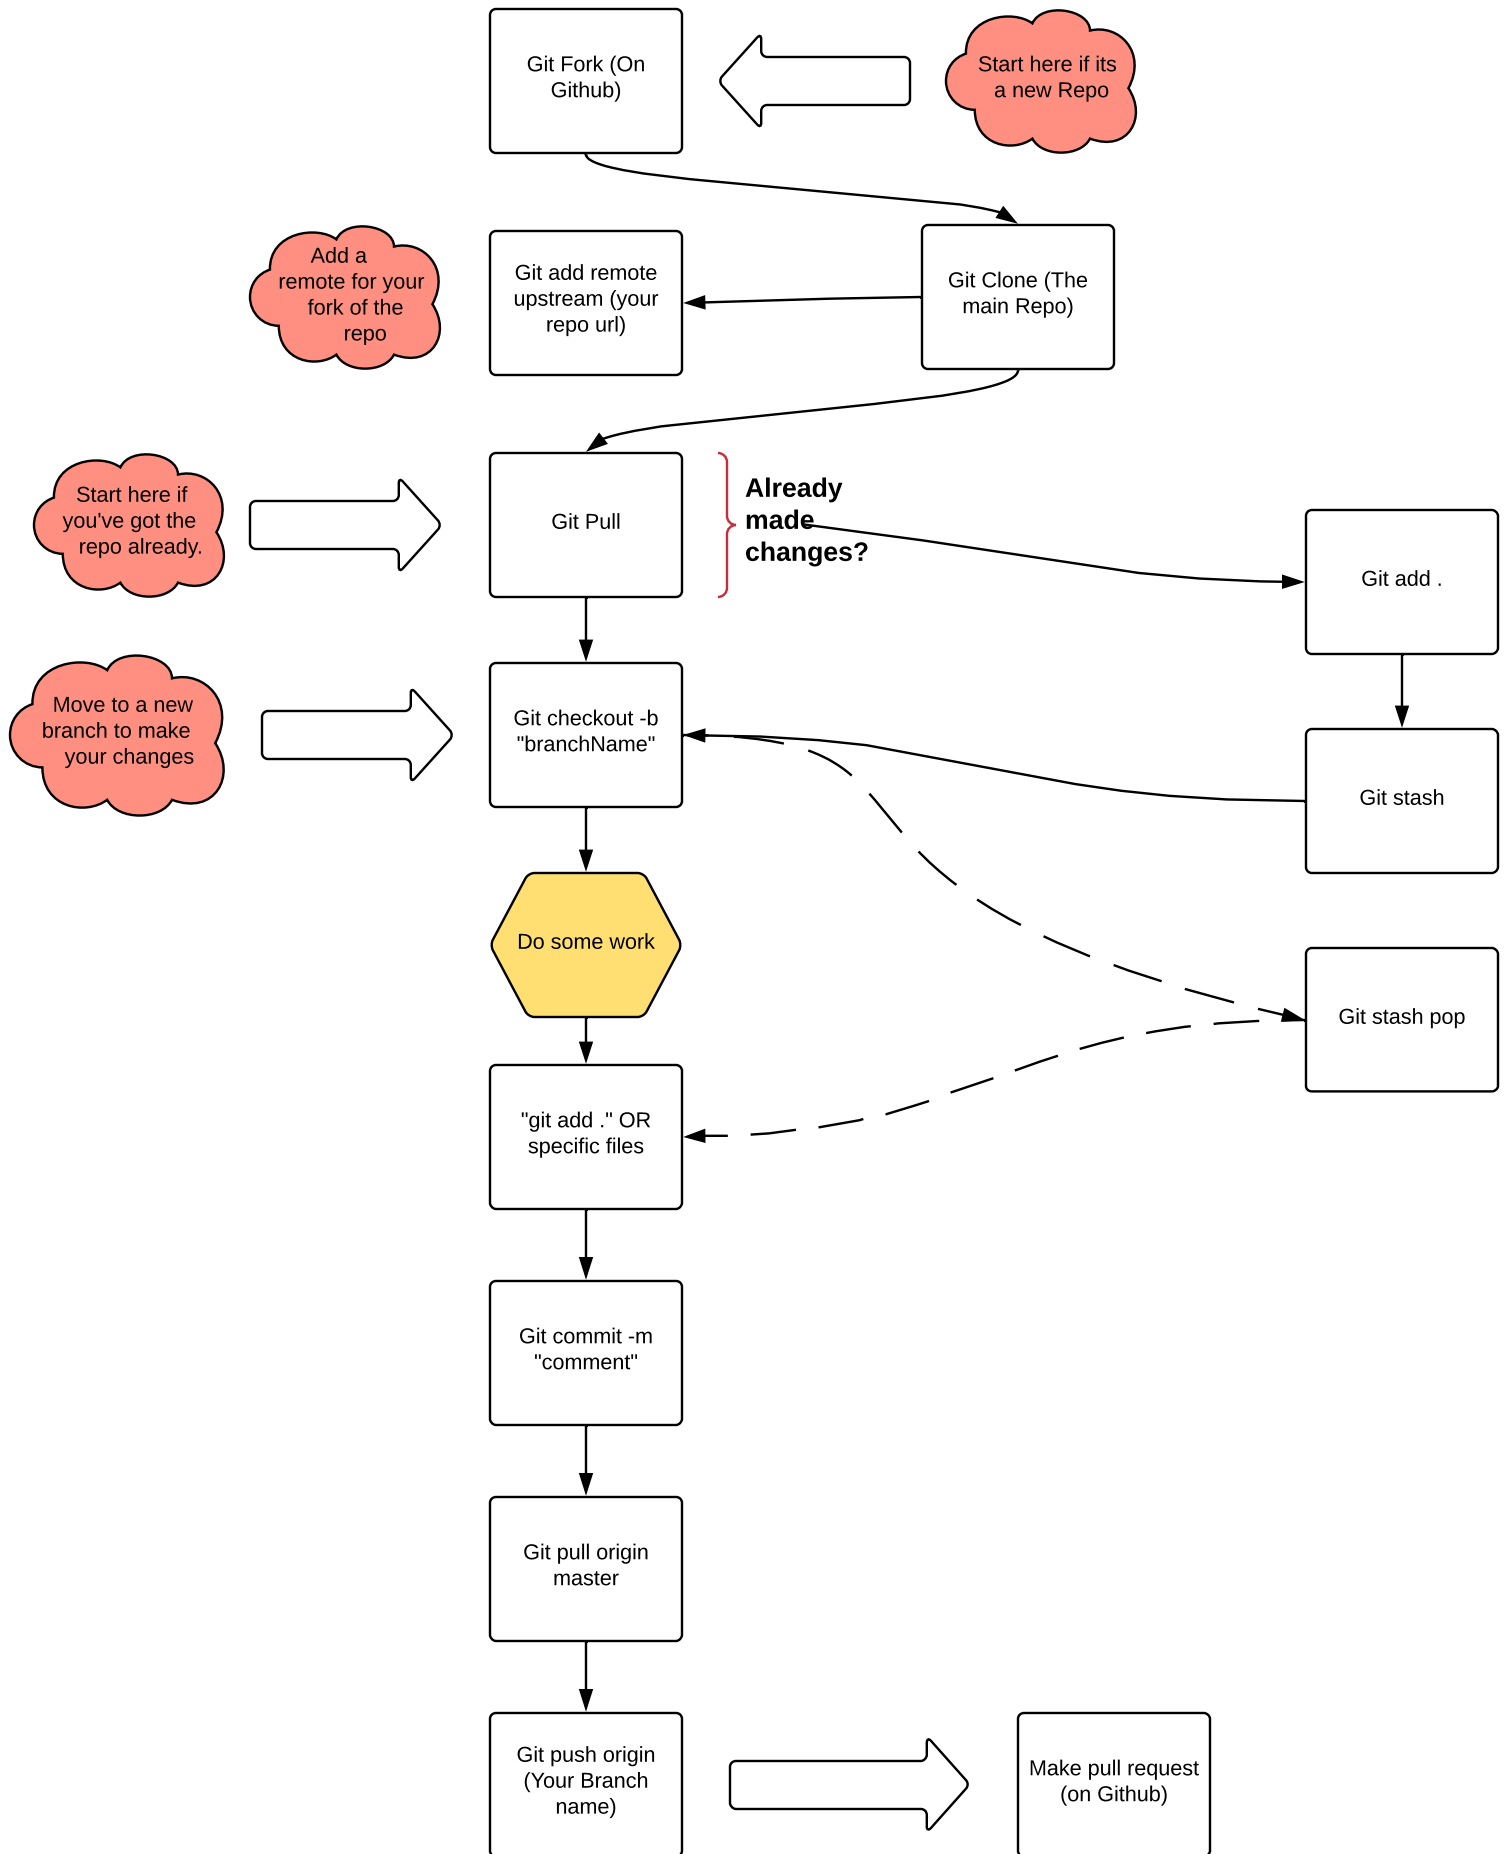 Git Fork (On
Github)
Start here if its
a new Repo
Add a
remote for your
fork of the
repo
Git add remote
upstream (your
repo url)
Git Clone (The
main Repo)
Start here if
you've got the
repo already.
Git Pull
Already
made
changes?
Git add .
Move to a new
branch to make
your changes
Git checkout -b
"branchName"
Git stash
Do some work
Git stash pop
"git add ." OR
specific files
Git commit -m
"comment"
Git pull origin
master
Git push origin
(Your Branch
name)
Make pull request
(on Github)